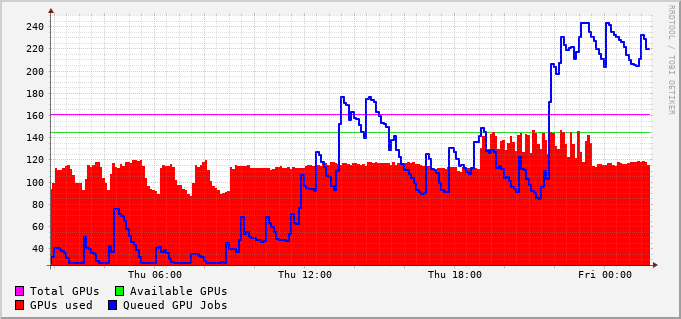 RRDTOOL / TOBI OETIKER
240
220
200
180
160
140
120
100
80
60
40
Thu 06:00 Thu 12:00 Thu 18:00 Fri 00:00
Total GPUs Available GPUs
GPUs used Queued GPU Jobs